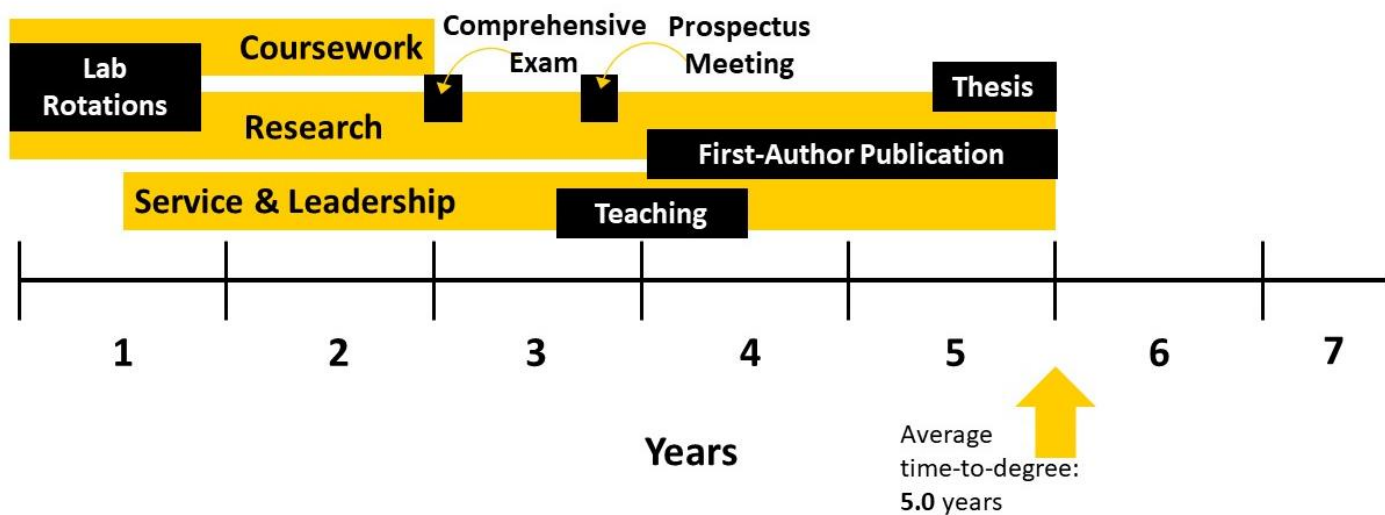 Coursework
Comprehensive
Exam
Prospectus
Meeting
Lab
Rotations
Thesis
Research
First-Author Publication
Service & Leadership
Teaching
1 2 3 4 5 6 7
Years
Average
time-to-degree:
5.0 years